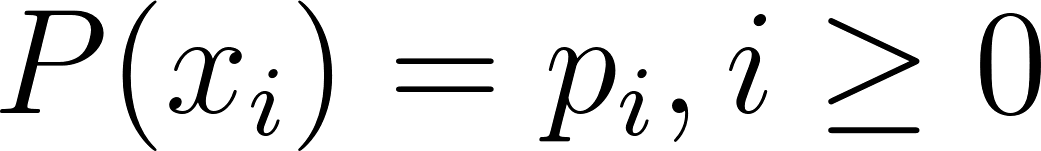 P(x_i) = p_i, i ≥ 0